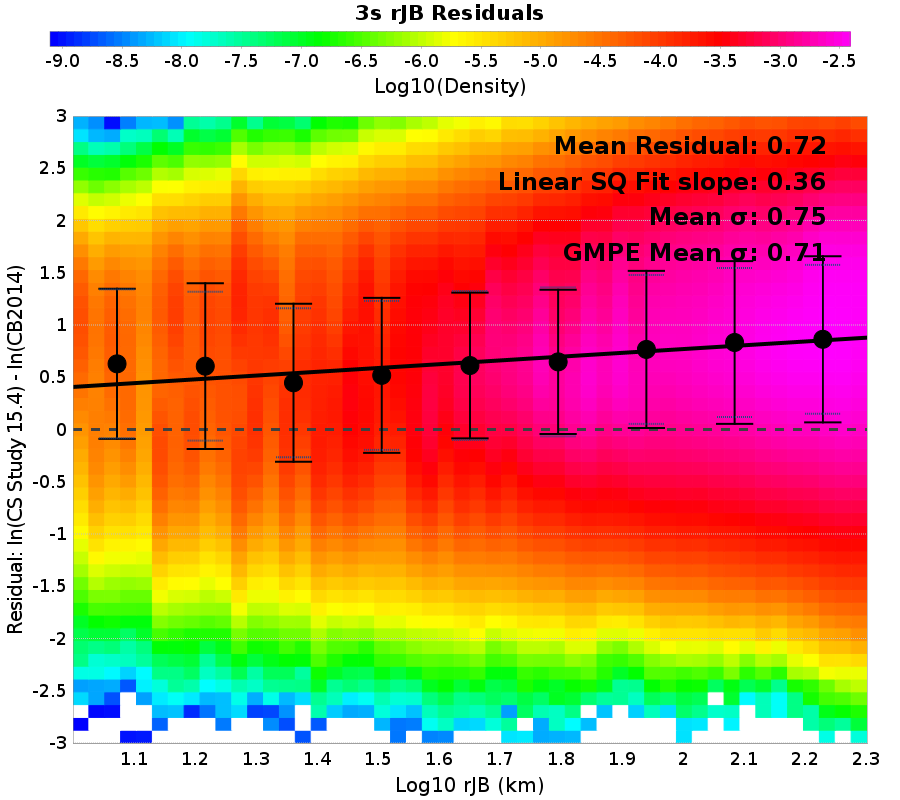 3s rJB Residuals
-9.0 -8.5 -8.0 -7.5 -7.0 -6.5 -6.0 -5.5 -5.0 -4.5 -4.0 -3.5 -3.0 -2.5
Log10(Density)
Mean Residual: 0.72
Linear SQ Fit slope: 0.36
Mean σ: 0.75
GMPE Mean σ: 0.71
Residual: ln(CS Study 15.4) - ln(CB2014)
3
2.5
2
1.5
1
0.5
0
-0.5
-1
-1.5
-2
-2.5
-3
1.1 1.2 1.3 1.4 1.5 1.6 1.7 1.8 1.9 2 2.1 2.2 2.3
Log10 rJB (km)